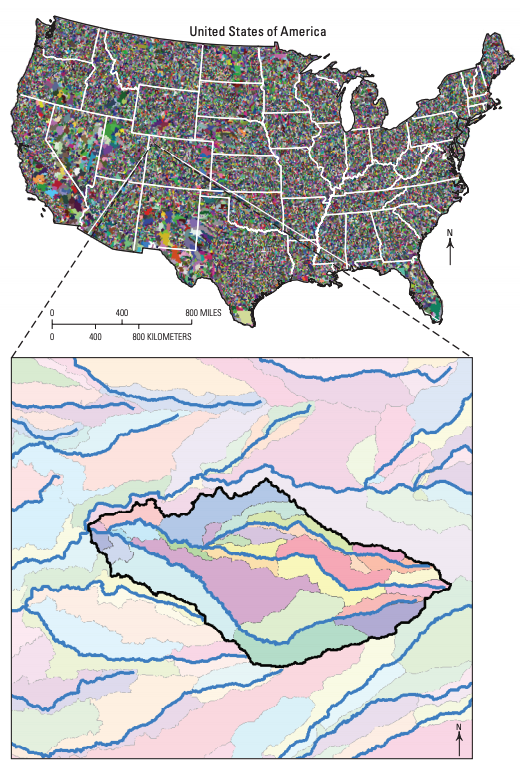 United States of America
N
0 400 800 MILES
0 400 800 KILOMETERS
N